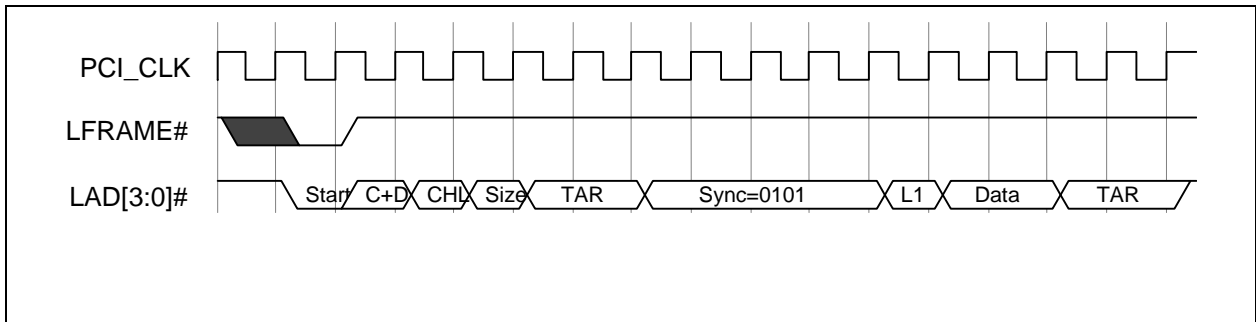 PCI_CLK
LFRAME#
LAD[3:0]# Start C+D CHL Size TAR Sync=0101 L1 Data TAR